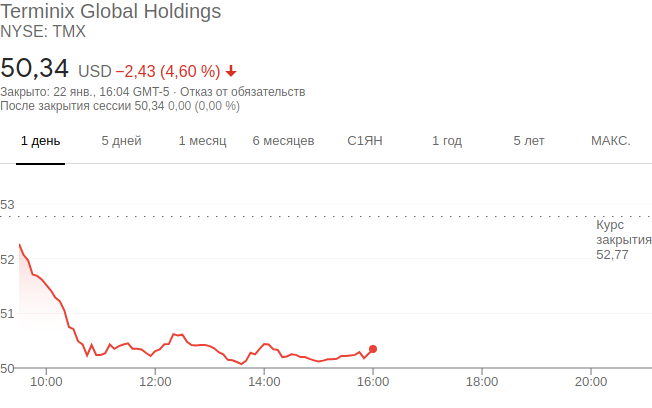 Terminix Global Holdings
NYSE: TMX
50,34 USD −2,43 (4,60 %)
Закрыто: 22 янв., 16:04 GMT-5 · Отказ от обязательств
После закрытия сессии 50,34 0,00 (0,00 %)
1 день 5 дней 1 месяц 6 месяцев С1ЯН 1 год 5 лет МАКС.
53
Курс
закрытия
52,77
52
51
50
10:00 12:00 14:00 16:00 18:00 20:00